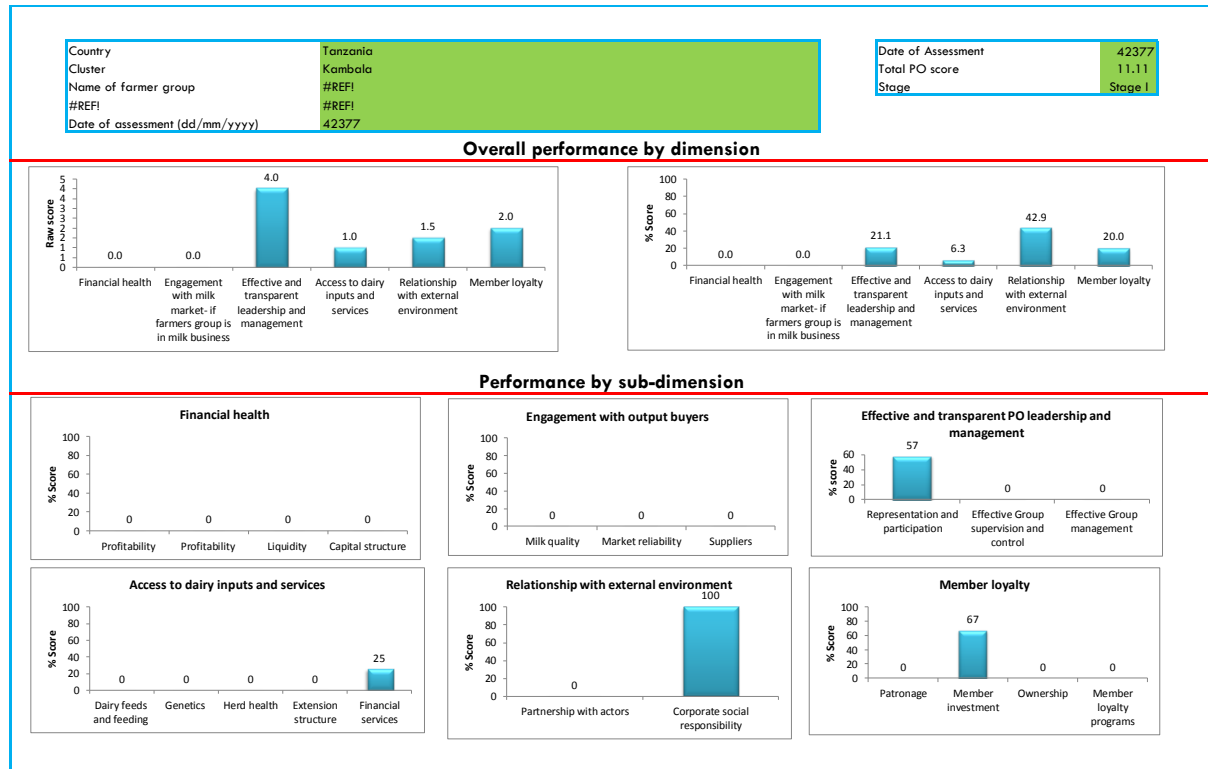 Country Tanzania
Cluster Kambala
Name of farmer group #REF!
#REF! #REF!
Date of assessment (dd/mm/yyyy) 42377
Date of Assessment 42377
Total PO score 11.11
Stage Stage I
Overall performance by dimension
Raw score
5
4
4
3
3
2
2
1
1
0
0.0
0.0
4.0
1.0
1.5
2.0
Financial health
Engagement
with milk
market- if
farmers group is
in milk business
Effective and
transparent
leadership and
management
Access to dairy
inputs and
services
Relationship
with external
environment
Member loyalty
% Score
100
80
60
40
20
0
0.0
0.0
21.1
6.3
42.9
20.0
Financial health
Engagement
with milk
market- if
farmers group is
in milk business
Effective and
transparent
leadership and
management
Access to dairy
inputs and
services
Relationship
with external
environment
Member loyalty
Performance by sub-dimension
Financial health
% Score
100
80
60
40
20
0
0
0
0
0
Profitability
Profitability
Liquidity
Capital structure
Engagement with output buyers
% Score
100
80
60
40
20
0
0
0
0
Milk quality
Market reliability
Suppliers
Effective and transparent PO leadership and
management
% score
60
40
20
0
57
0
0
Representation and
participation
Effective Group
supervision and
control
Effective Group
management
Access to dairy inputs and services
% Score
100
80
60
40
20
0
0
0
0
0
25
Dairy feeds
and feeding
Genetics
Herd health
Extension
structure
Financial
services
Relationship with external environment
% Score
100
80
60
40
20
0
0
100
Partnership with actors
Corporate social
responsibility
Member loyalty
% Score
100
80
60
40
20
0
0
67
0
0
Patronage
Member
investment
Ownership
Member
loyalty
programs